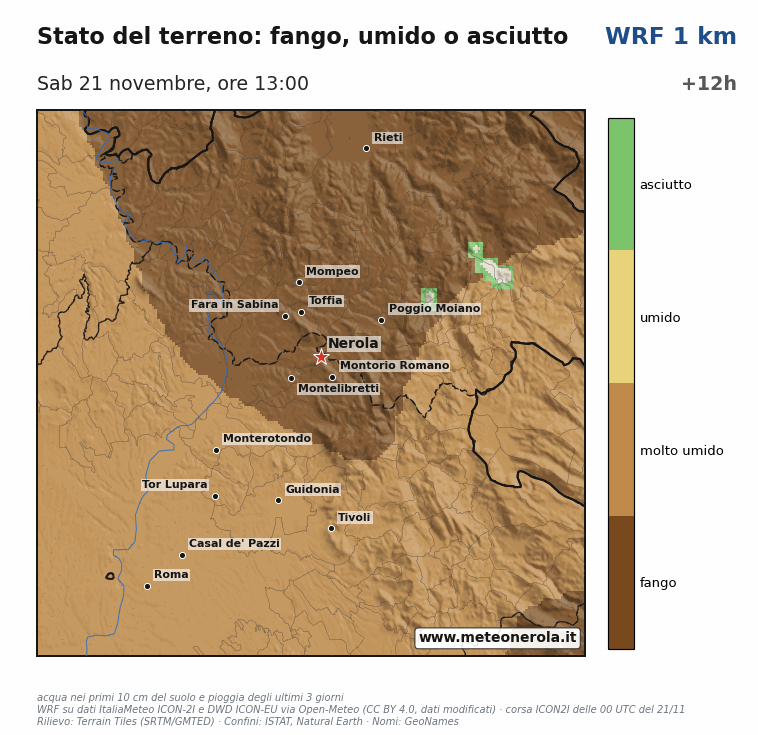 Stato del terreno: fango, umido o asciutto
WRF 1 km
Sab 21 novembre, ore 13:00
+12h
Rieti
asciutto
Mompeo
Toffia
Fara in Sabina
Poggio Moiano
umido
Nerola
Montorio Romano
Montelibretti
Monterotondo
molto umido
Tor Lupara
Guidonia
Tivoli
Casal de' Pazzi
Roma
fango
www.meteonerola.it
acqua nei primi 10 cm del suolo e pioggia degli ultimi 3 giorni
WRF su dati ItaliaMeteo ICON-2I e DWD ICON-EU via Open-Meteo (CC BY 4.0, dati modificati) · corsa ICON2I delle 00 UTC del 21/11
Rilievo: Terrain Tiles (SRTM/GMTED) · Confini: ISTAT, Natural Earth · Nomi: GeoNames